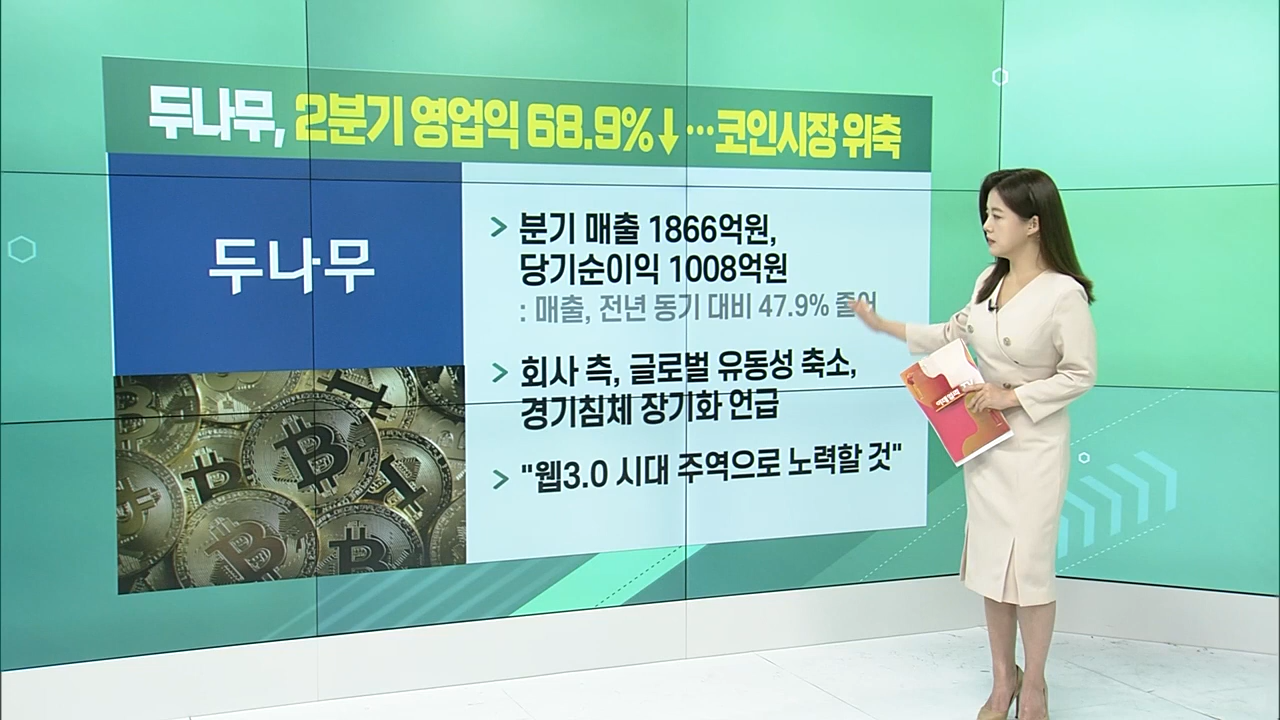 두나무, 2분기 영업익 68.9%↓…코인시장 위축
두나무
> 분기 매출 1866억원,
당기순이익 1008억원
: 매출, 전년 동기 대비 47.9% 줄어
> 회사 측, 글로벌 유동성 축소,
경기침체 장기화 언급
> "웹3.0 시대 주역으로 노력할 것"